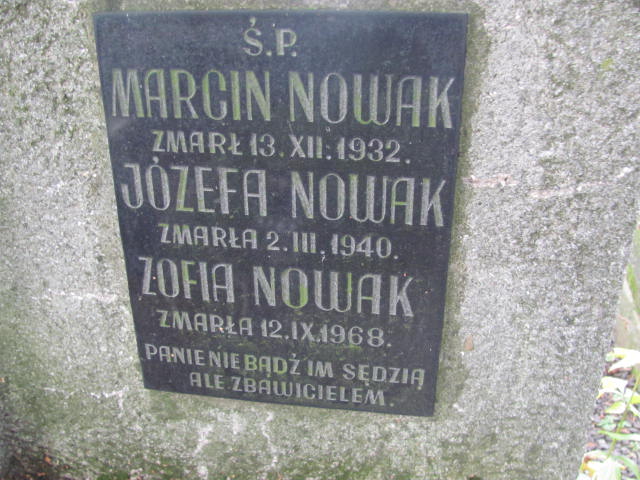 Ś.P.
MARCIN NOWAK
ZMARŁ 13.XII.1932.
JÓZEFA NOWAK
ZMARŁA 2.III.1940.
ZOFIA NOWAK
ZMARŁA 12.IX.1968.
PANIE NIE BĄDŹ IM SĘDZIĄ
ALE ZBAWICIELEM.